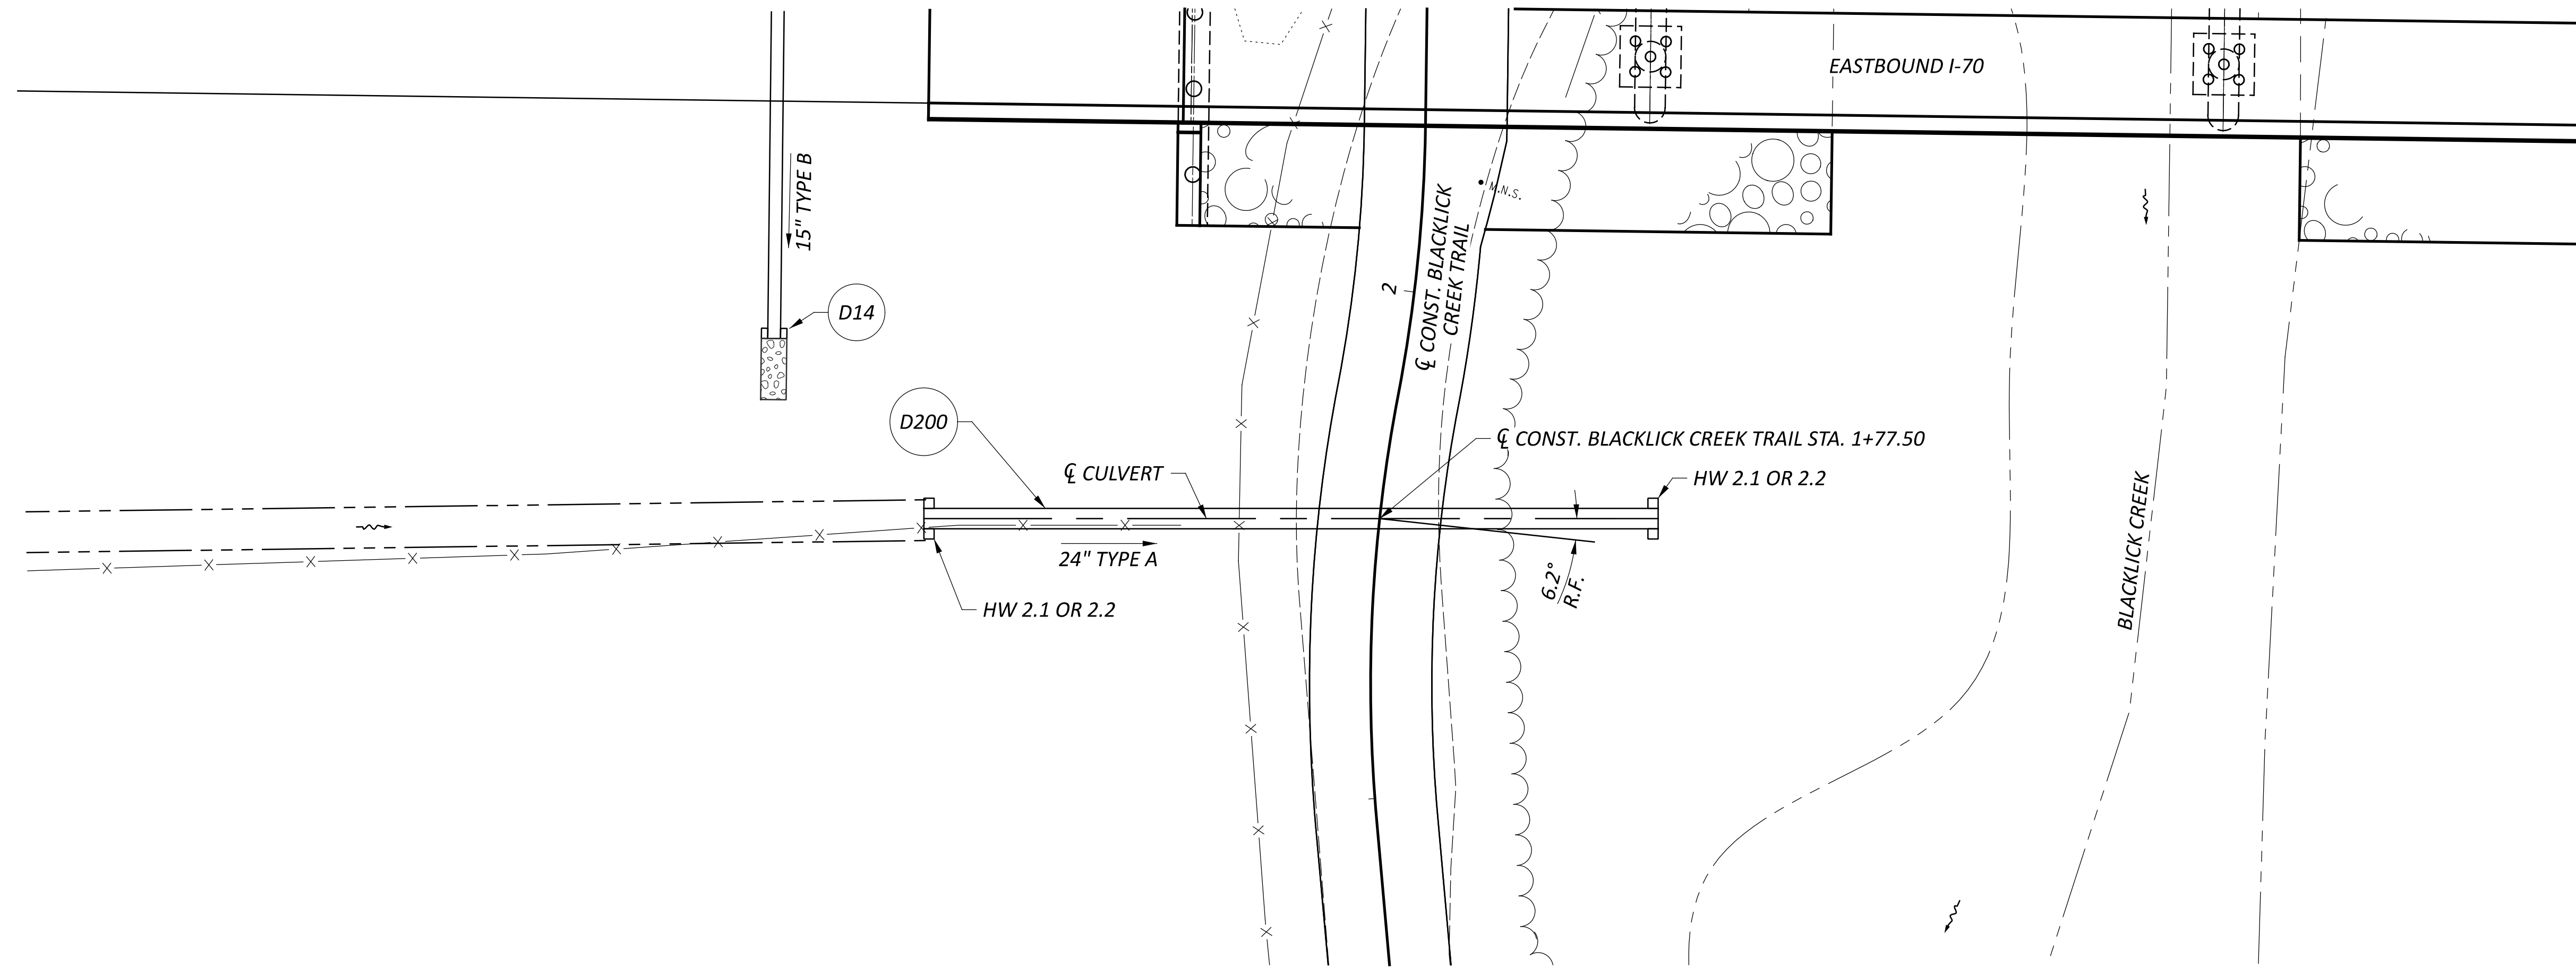 EASTBOUND I-70
15" TYPE B
M.N.S.
2
℄ CONST. BLACKLICK
CREEK TRAIL
D14
D200
℄ CULVERT
℄ CONST. BLACKLICK CREEK TRAIL STA. 1+77.50
HW 2.1 OR 2.2
24" TYPE A
6.2°
R.F.
HW 2.1 OR 2.2
BLACKLICK CREEK